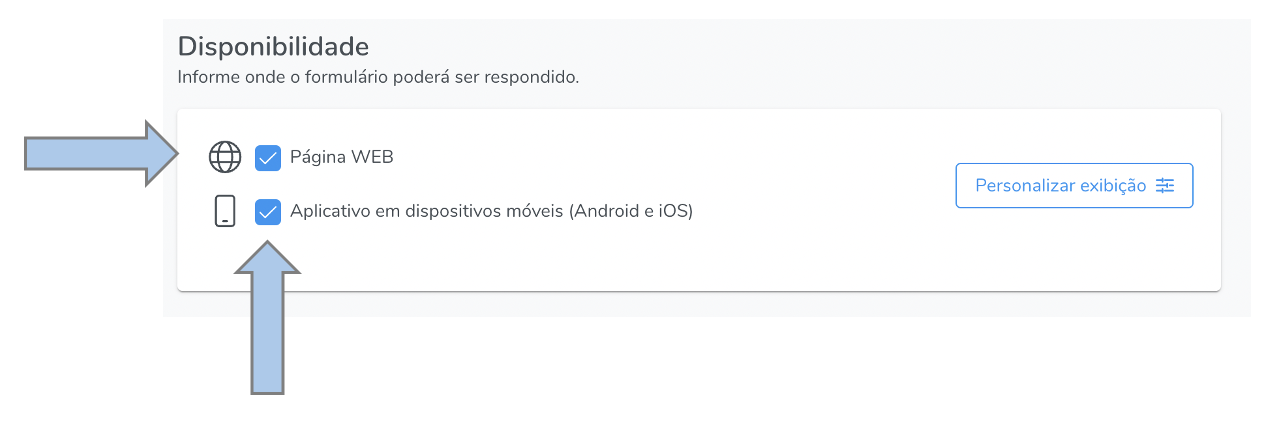 Disponibilidade
Informe onde o formulário poderá ser respondido.
Página WEB
Personalizar exibição
Aplicativo em dispositivos móveis (Android e iOS)